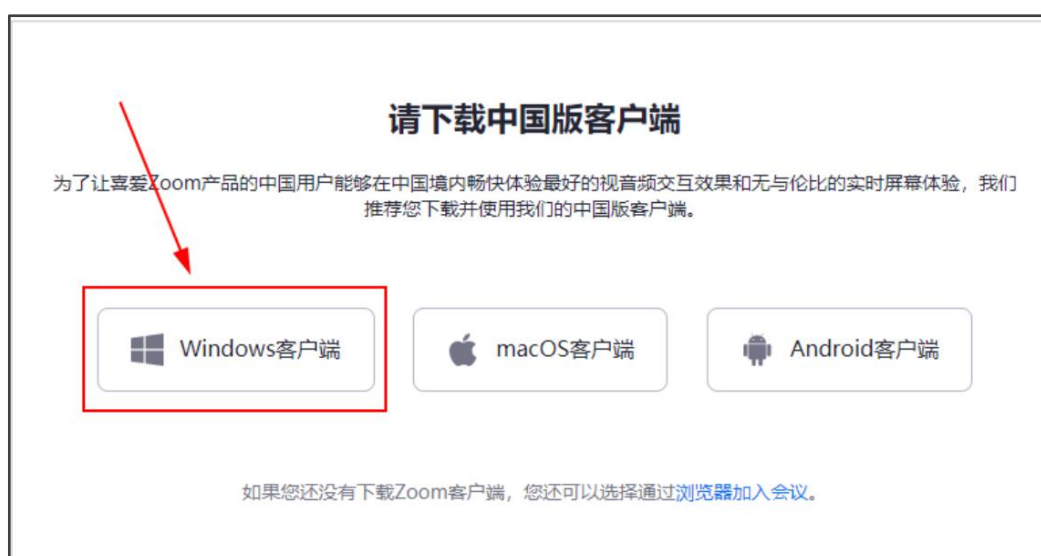 请下载中国版客户端
为了让喜爱Zoom产品的中国用户能够在中国境内畅快体验最好的视音频交互效果和无与伦比的实时屏幕体验，我们
推荐您下载并使用我们的中国版客户端。
Windows客户端
macOS客户端
Android客户端
如果您还没有下载Zoom客户端，您还可以选择通过浏览器加入会议。